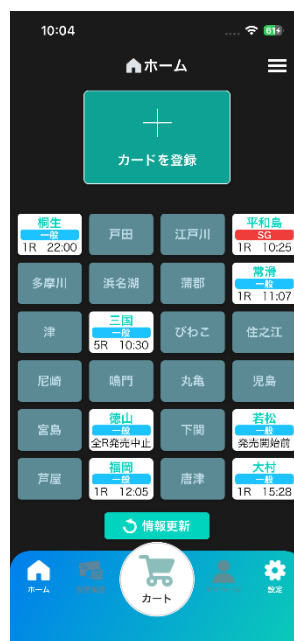 10:04
61
ホーム
カードを登録
桐生
一般
1R 22:00
戸田
江戸川
平和島
SG
1R 10:25
多摩川
浜名湖
蒲郡
常滑
一般
1R 11:07
津
三国
一般
5R 10:30
びわこ
住之江
尼崎
鳴門
丸亀
児島
宮島
徳山
一般
全R発売中止
下関
若松
一般
発売開始前
芦屋
福岡
一般
1R 12:05
唐津
大村
一般
1R 15:28
情報更新
ホーム
カート
設定